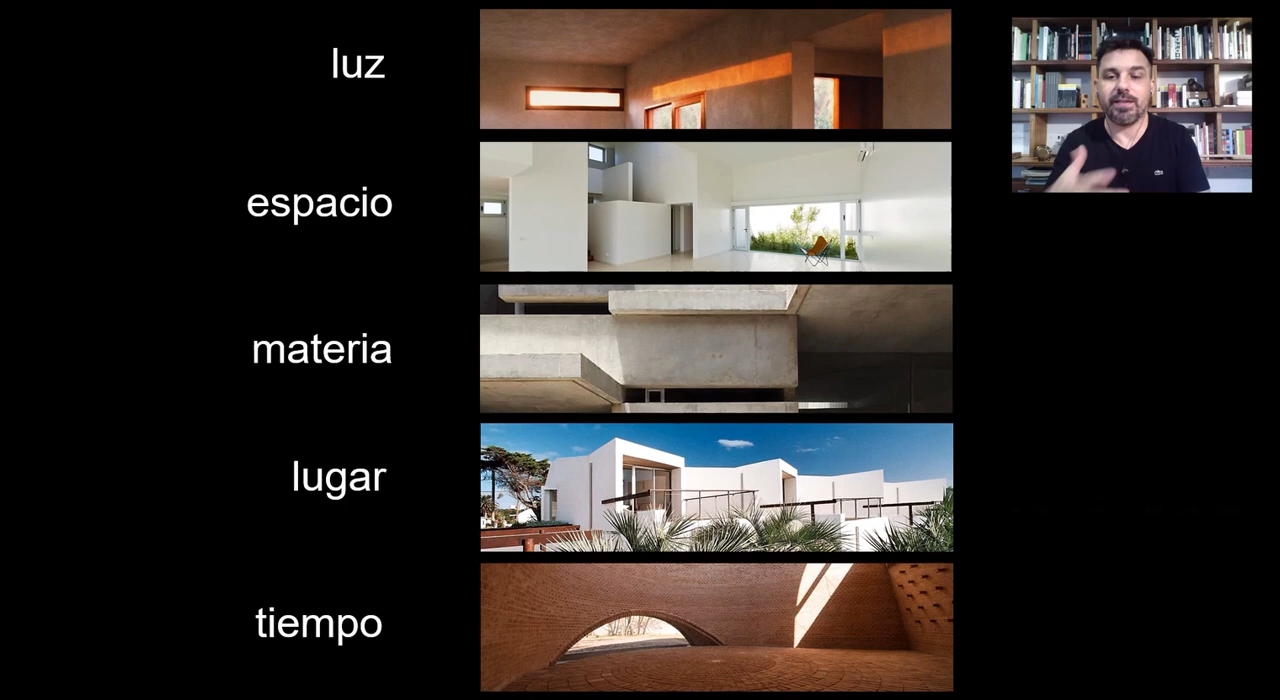 luz
espacio
materia
lugar
tiempo